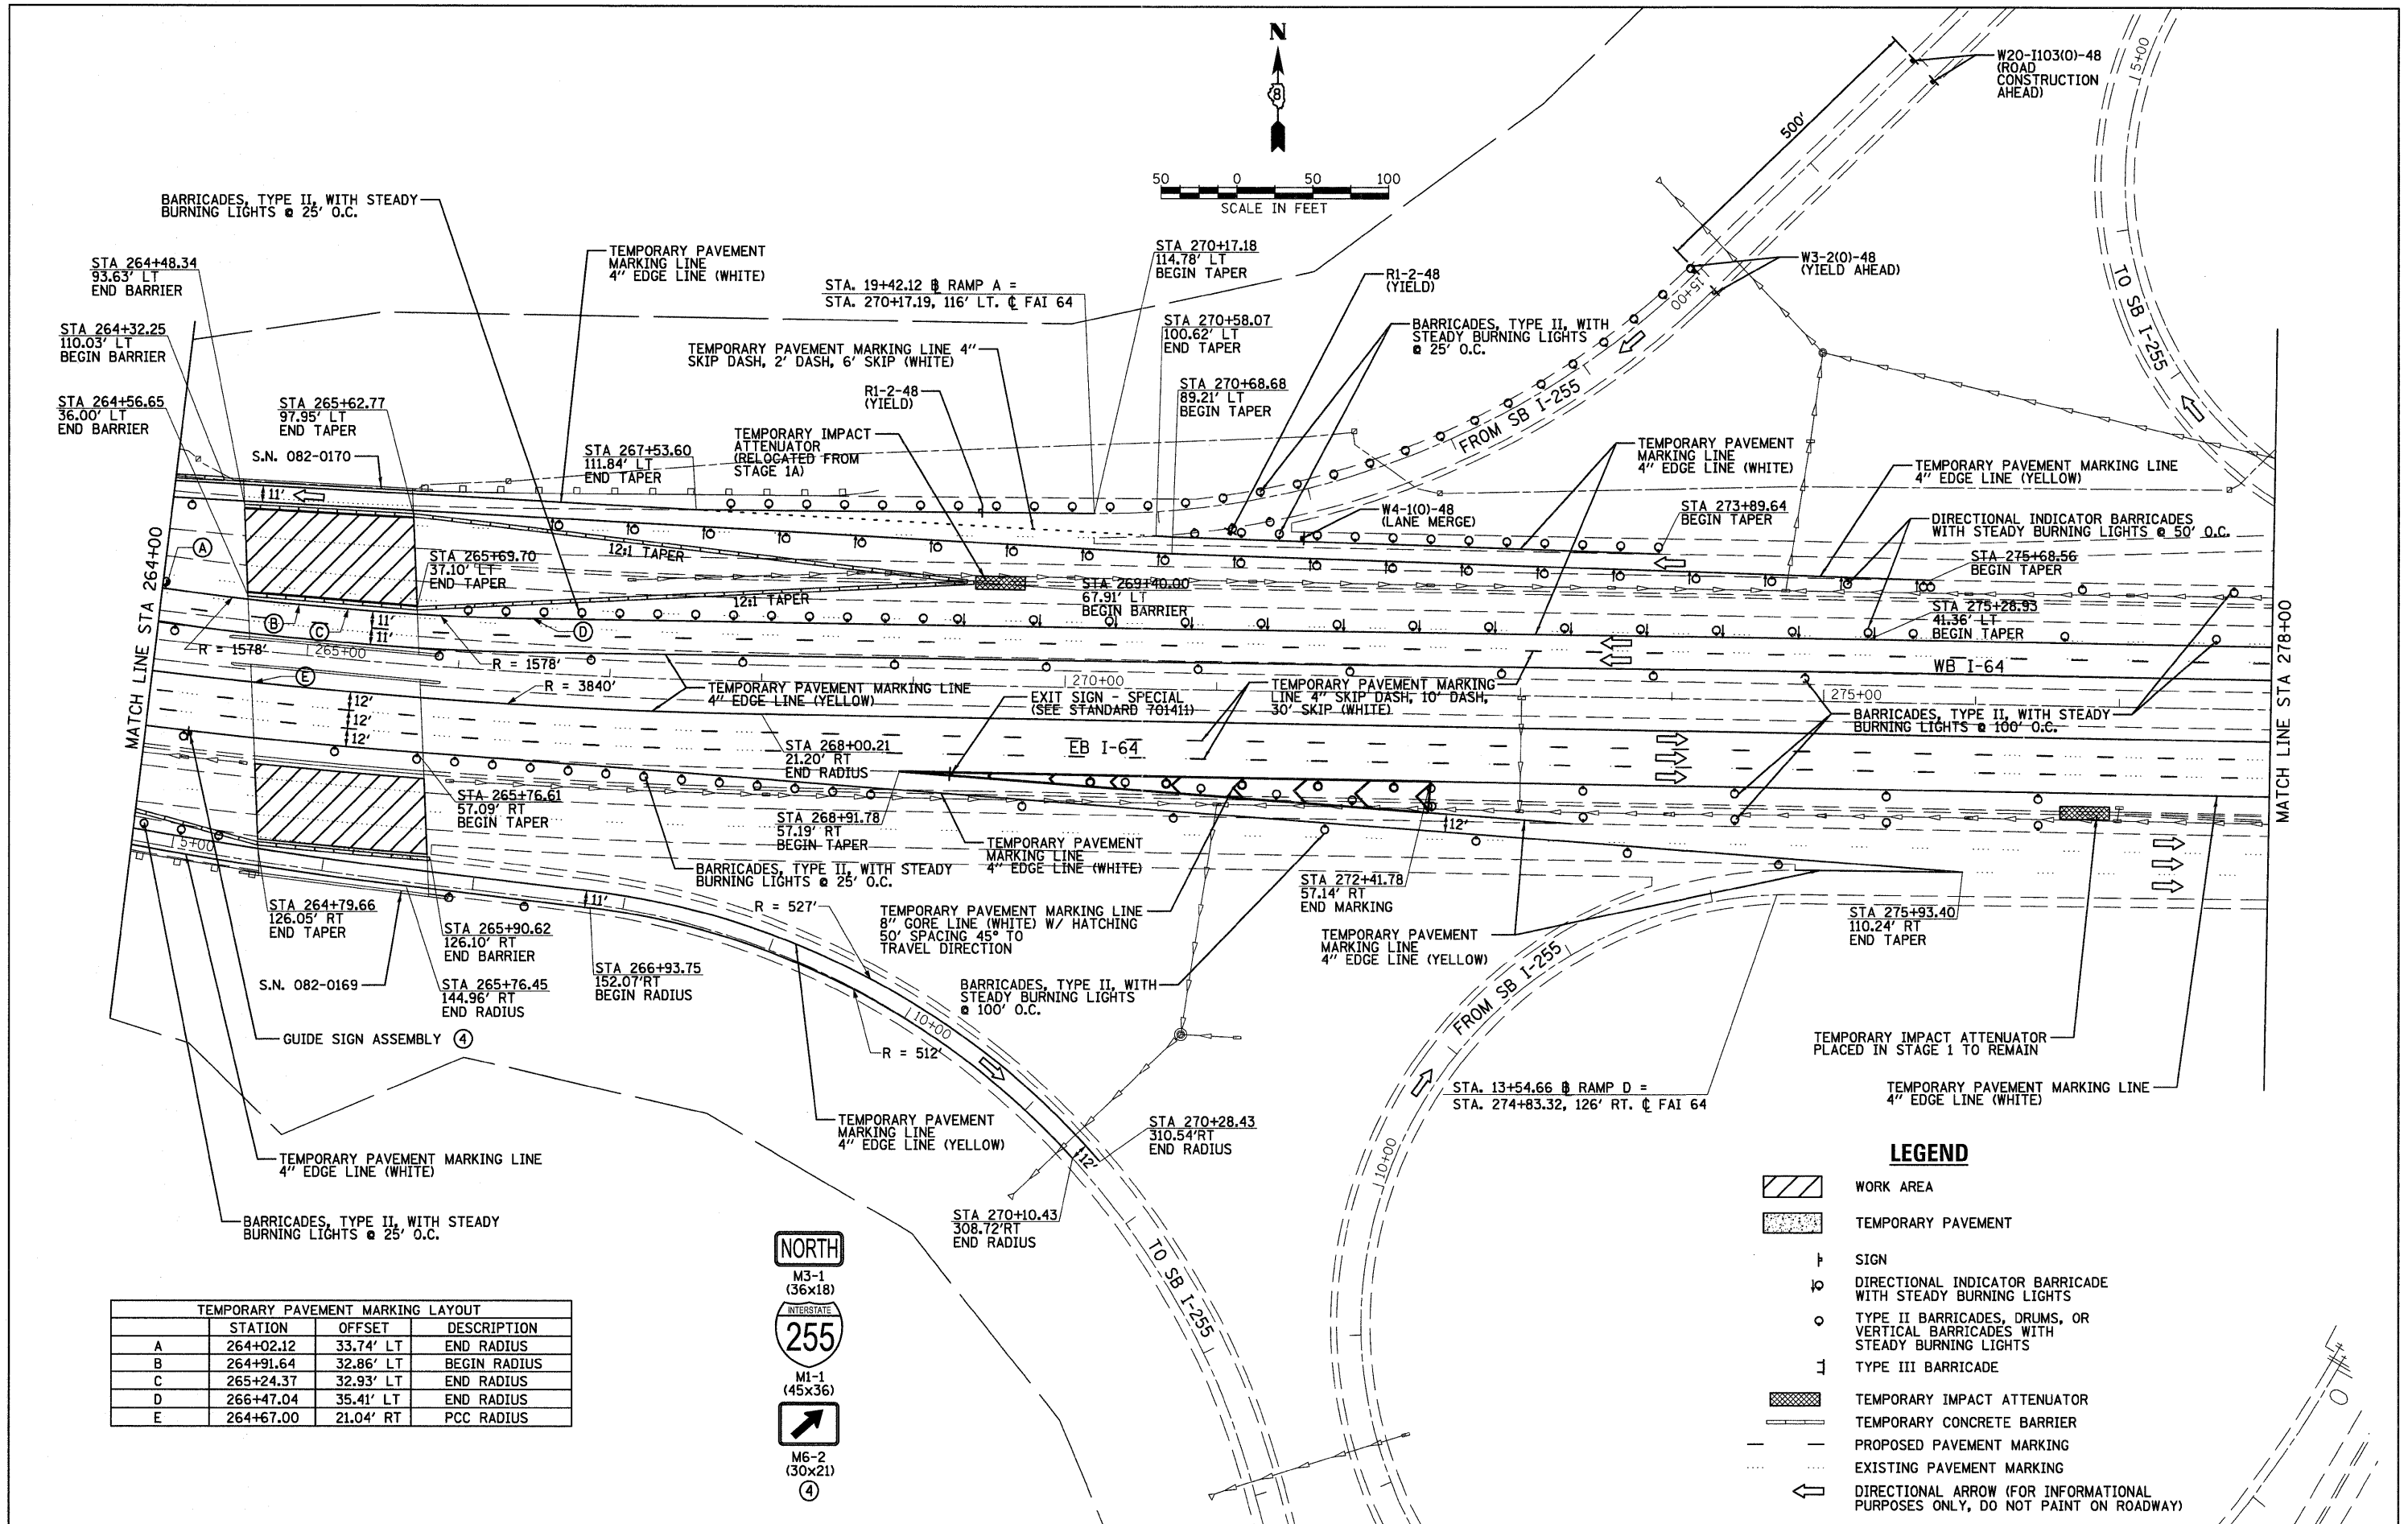 N
8
50 0 50 100
SCALE IN FEET
W20-I103(0)-48
(ROAD
CONSTRUCTION
AHEAD)
15+00
500'
BARRICADES, TYPE II, WITH STEADY
BURNING LIGHTS @ 25' O.C.
STA 264+48.34
93.63' LT
END BARRIER
TEMPORARY PAVEMENT
MARKING LINE
4" EDGE LINE (WHITE)
STA. 19+42.12 ⅊ RAMP A =
STA. 270+17.19, 116' LT. ℄ FAI 64
STA 270+17.18
114.78' LT
BEGIN TAPER
R1-2-48
(YIELD)
W3-2(0)-48
(YIELD AHEAD)
15+00
TO SB I-255
STA 264+32.25
110.03' LT
BEGIN BARRIER
TEMPORARY PAVEMENT MARKING LINE 4"
SKIP DASH, 2' DASH, 6' SKIP (WHITE)
STA 270+58.07
100.62' LT
END TAPER
BARRICADES, TYPE II, WITH
STEADY BURNING LIGHTS
@ 25' O.C.
STA 264+56.65
36.00' LT
END BARRIER
STA 265+62.77
97.95' LT
END TAPER
R1-2-48
(YIELD)
STA 270+68.68
89.21' LT
BEGIN TAPER
FROM SB I-255
S.N. 082-0170
STA 267+53.60
111.84' LT
END TAPER
TEMPORARY IMPACT
ATTENUATOR
(RELOCATED FROM
STAGE 1A)
TEMPORARY PAVEMENT
MARKING LINE
4" EDGE LINE (WHITE)
TEMPORARY PAVEMENT MARKING LINE
4" EDGE LINE (YELLOW)
11'
W4-1(0)-48
(LANE MERGE)
STA 273+89.64
BEGIN TAPER
DIRECTIONAL INDICATOR BARRICADES
WITH STEADY BURNING LIGHTS @ 50' O.C.
MATCH LINE STA 264+00
A
STA 265+69.70
37.10' LT
END TAPER
12:1 TAPER
12:1 TAPER
STA 269+40.00
67.91' LT
BEGIN BARRIER
STA 275+68.56
BEGIN TAPER
STA 275+28.93
41.36' LT
BEGIN TAPER
MATCH LINE STA 278+00
B
C
11'
11'
D
R = 1578'
265+00
R = 1578'
WB I-64
E
R = 3840'
270+00
275+00
TEMPORARY PAVEMENT MARKING LINE
4" EDGE LINE (YELLOW)
EXIT SIGN - SPECIAL
(SEE STANDARD 701411)
TEMPORARY PAVEMENT MARKING
LINE 4" SKIP DASH, 10' DASH,
30' SKIP (WHITE)
BARRICADES, TYPE II, WITH STEADY
BURNING LIGHTS @ 100' O.C.
12'
12'
12'
STA 268+00.21
21.20' RT
END RADIUS
EB I-64
STA 265+76.61
57.09' RT
BEGIN TAPER
STA 268+91.78
57.19' RT
BEGIN TAPER
12'
5+00
TEMPORARY PAVEMENT
MARKING LINE
4" EDGE LINE (WHITE)
BARRICADES, TYPE II, WITH STEADY
BURNING LIGHTS @ 25' O.C.
STA 272+41.78
57.14' RT
END MARKING
11'
STA 264+79.66
126.05' RT
END TAPER
STA 265+90.62
126.10' RT
END BARRIER
R = 527'
TEMPORARY PAVEMENT MARKING LINE
8" GORE LINE (WHITE) W/ HATCHING
50' SPACING 45° TO
TRAVEL DIRECTION
TEMPORARY PAVEMENT
MARKING LINE
4" EDGE LINE (YELLOW)
STA 275+93.40
110.24' RT
END TAPER
S.N. 082-0169
STA 265+76.45
144.96' RT
END RADIUS
STA 266+93.75
152.07'RT
BEGIN RADIUS
BARRICADES, TYPE II, WITH
STEADY BURNING LIGHTS
@ 100' O.C.
FROM SB I-255
GUIDE SIGN ASSEMBLY 4
10+00
R = 512'
TEMPORARY IMPACT ATTENUATOR
PLACED IN STAGE 1 TO REMAIN
STA. 13+54.66 ⅊ RAMP D =
STA. 274+83.32, 126' RT. ℄ FAI 64
TEMPORARY PAVEMENT MARKING LINE
4" EDGE LINE (WHITE)
TEMPORARY PAVEMENT
MARKING LINE
4" EDGE LINE (YELLOW)
STA 270+28.43
310.54'RT
END RADIUS
12'
10+00
TEMPORARY PAVEMENT MARKING LINE
4" EDGE LINE (WHITE)
BARRICADES, TYPE II, WITH STEADY
BURNING LIGHTS @ 25' O.C.
STA 270+10.43
308.72'RT
END RADIUS
TO SB I-255
LEGEND
WORK AREA
TEMPORARY PAVEMENT
SIGN
DIRECTIONAL INDICATOR BARRICADE
WITH STEADY BURNING LIGHTS
TYPE II BARRICADES, DRUMS, OR
VERTICAL BARRICADES WITH
STEADY BURNING LIGHTS
TYPE III BARRICADE
TEMPORARY IMPACT ATTENUATOR
TEMPORARY CONCRETE BARRIER
PROPOSED PAVEMENT MARKING
EXISTING PAVEMENT MARKING
DIRECTIONAL ARROW (FOR INFORMATIONAL
PURPOSES ONLY, DO NOT PAINT ON ROADWAY)
NORTH
M3-1
(36x18)
INTERSTATE
255
M1-1
(45x36)
M6-2
(30x21)
4
TEMPORARY PAVEMENT MARKING LAYOUT
STATION OFFSET DESCRIPTION
A 264+02.12 33.74' LT END RADIUS
B 264+91.64 32.86' LT BEGIN RADIUS
C 265+24.37 32.93' LT END RADIUS
D 266+47.04 35.41' LT END RADIUS
E 264+67.00 21.04' RT PCC RADIUS